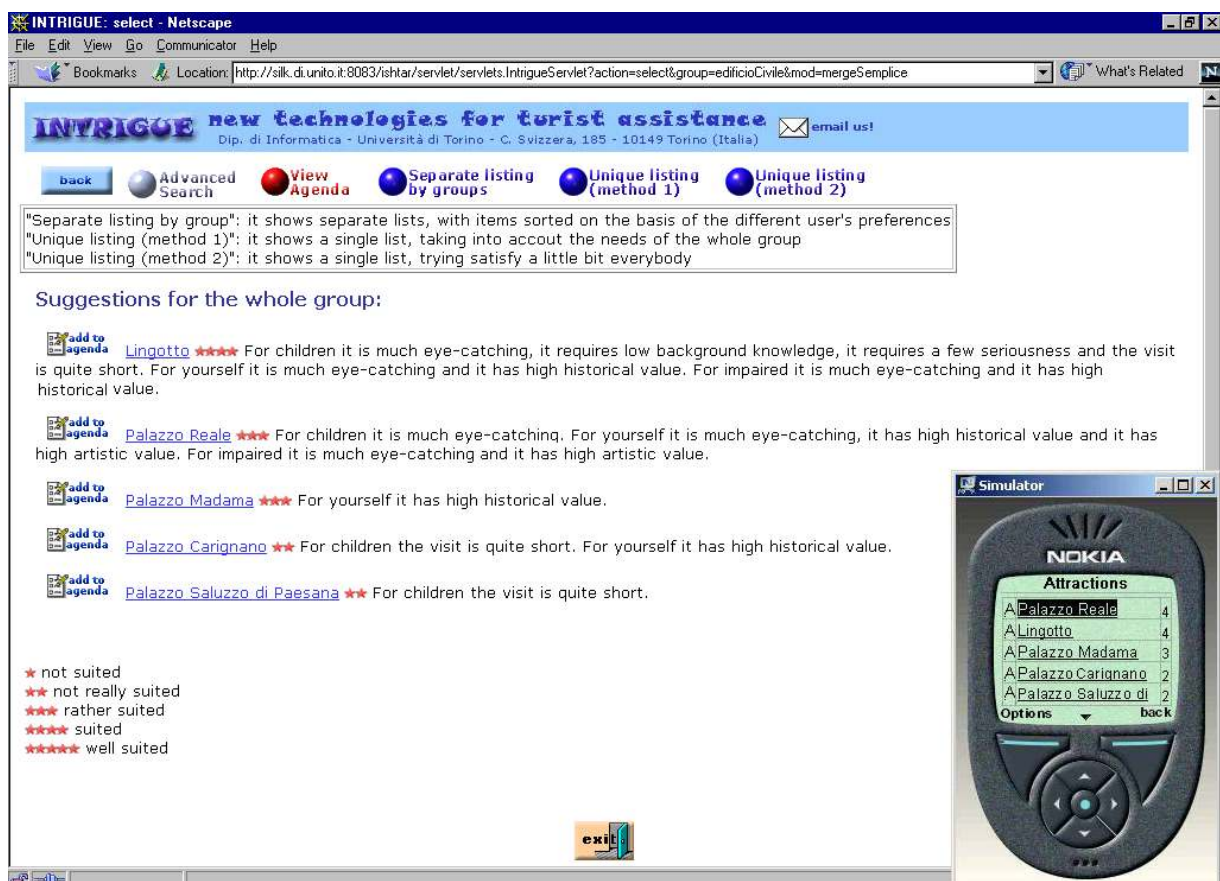 INTRIGUE: select - Netscape
File Edit View Go Communicator Help
Bookmarks Location: http://silk.di.unito.it:8083/ishtar/servlet/servlets.IntrigueServlet?action=select&group=edificioCivile&mod=mergeSemplice What's Related N
INTRIGUE new technologies for turist assistance email us!
Dip. di Informatica - Università di Torino - C. Svizzera, 185 - 10149 Torino (Italia)
back Advanced Search View Agenda Separate listing by groups Unique listing (method 1) Unique listing (method 2)
"Separate listing by group": it shows separate lists, with items sorted on the basis of the different user's preferences
"Unique listing (method 1)": it shows a single list, taking into accout the needs of the whole group
"Unique listing (method 2)": it shows a single list, trying satisfy a little bit everybody
Suggestions for the whole group:
add to agenda Lingotto For children it is much eye-catching, it requires low background knowledge, it requires a few seriousness and the visit
is quite short. For yourself it is much eye-catching and it has high historical value. For impaired it is much eye-catching and it has high
historical value.
add to agenda Palazzo Reale For children it is much eye-catching. For yourself it is much eye-catching, it has high historical value and it has
high artistic value. For impaired it is much eye-catching and it has high artistic value.
add to agenda Palazzo Madama For yourself it has high historical value.
add to agenda Palazzo Carignano For children the visit is quite short. For yourself it has high historical value.
add to agenda Palazzo Saluzzo di Paesana For children the visit is quite short.
not suited
not really suited
rather suited
suited
well suited
exit
Simulator
NOKIA
Attractions
A Palazzo Reale 4
A Lingotto 4
A Palazzo Madama 3
A Palazzo Carignano 2
A Palazzo Saluzzo di 2
Options back